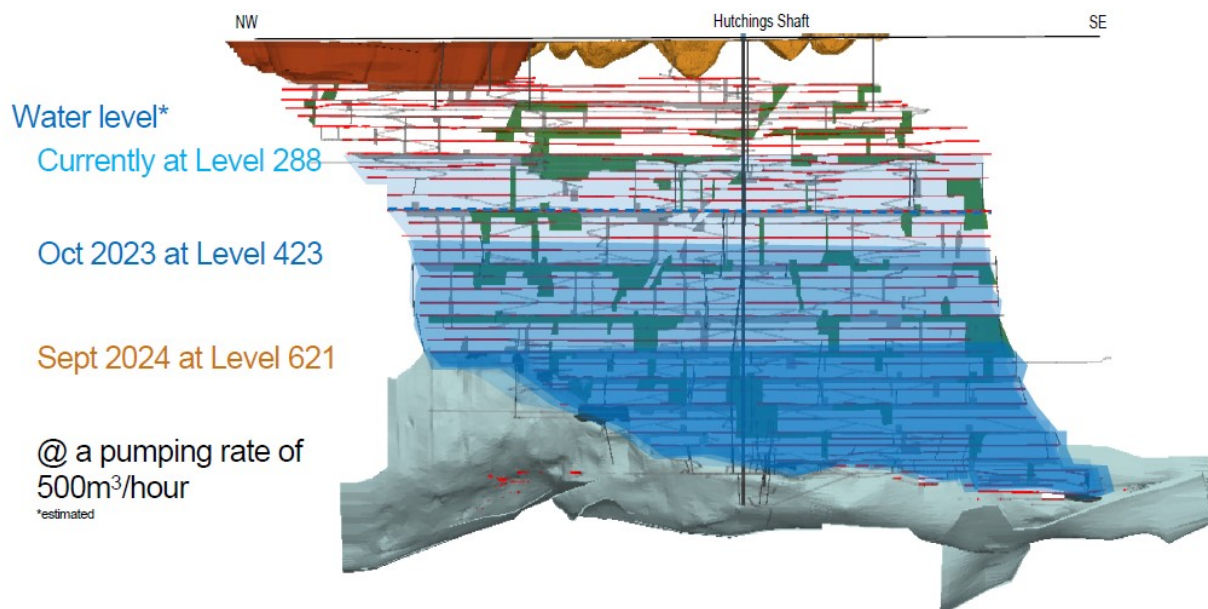 NW
Hutchings Shaft
SE
Water level*
Currently at Level 288
Oct 2023 at Level 423
Sept 2024 at Level 621
@ a pumping rate of
500m³/hour
*estimated